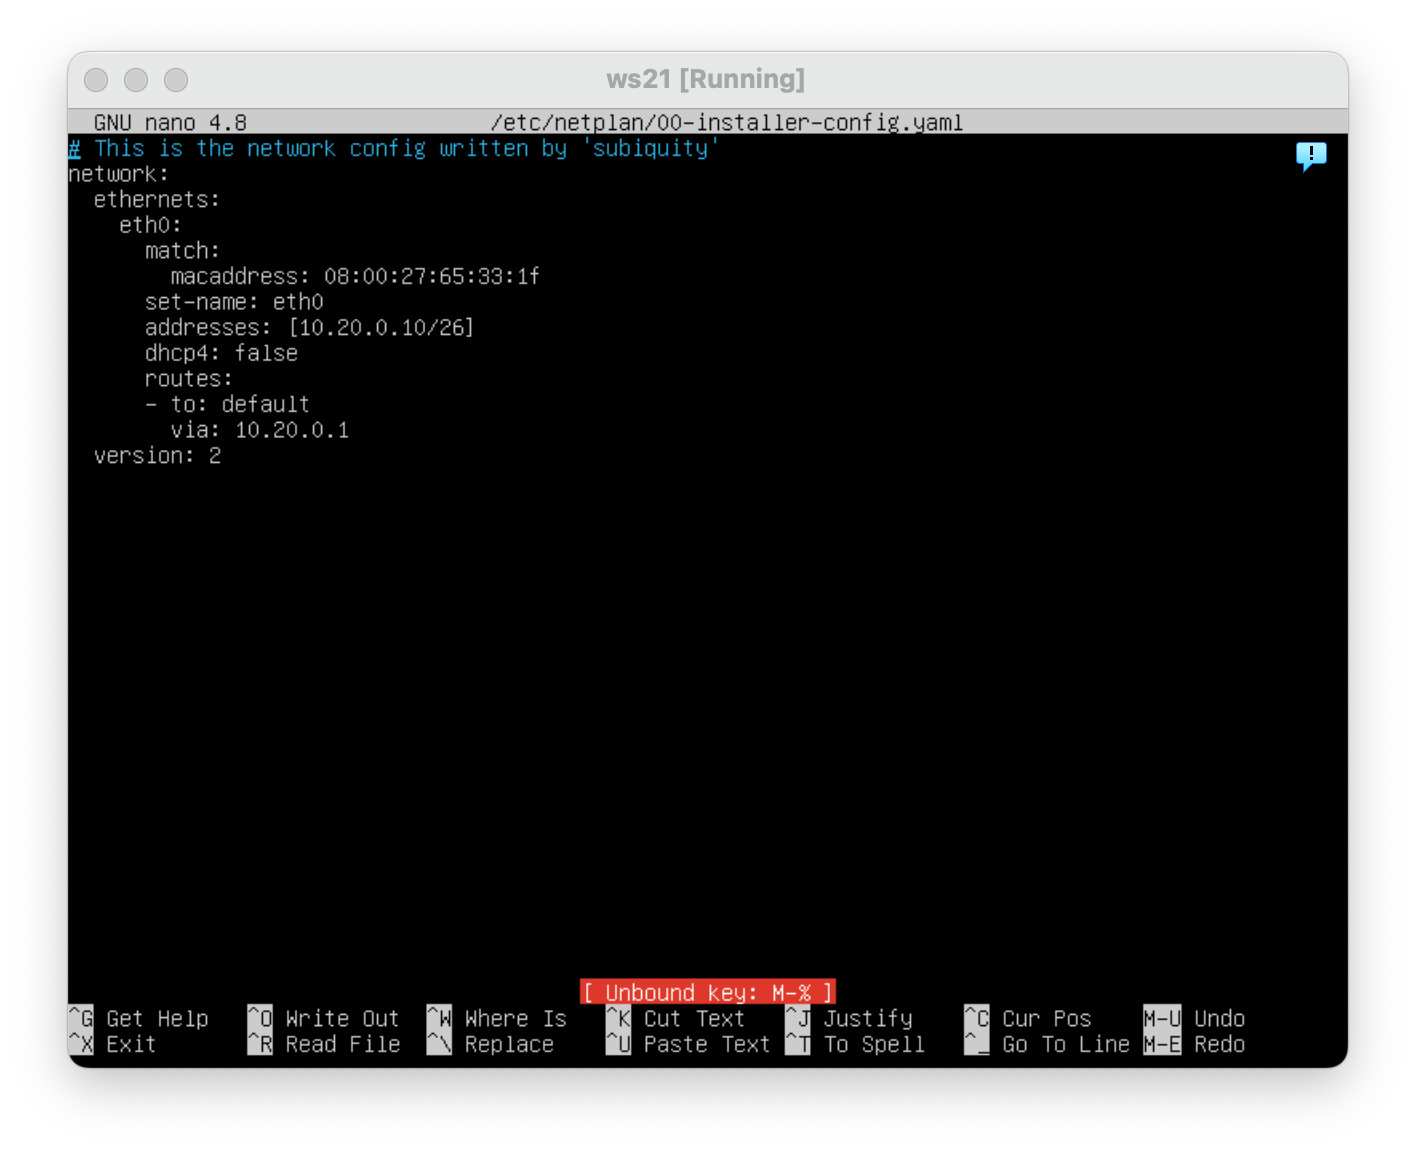 ws21 [Running]
GNU nano 4.8 /etc/netplan/00-installer-config.yaml
# This is the network config written by 'subiquity'
network:
  ethernets:
    eth0:
      match:
        macaddress: 08:00:27:65:33:1f
      set-name: eth0
      addresses: [10.20.0.10/26]
      dhcp4: false
      routes:
      - to: default
        via: 10.20.0.1
  version: 2
[ Unbound key: M-% ]
^G Get Help ^O Write Out ^W Where Is ^K Cut Text ^J Justify ^C Cur Pos M-U Undo
^X Exit ^R Read File ^\ Replace ^U Paste Text ^T To Spell ^_ Go To Line M-E Redo